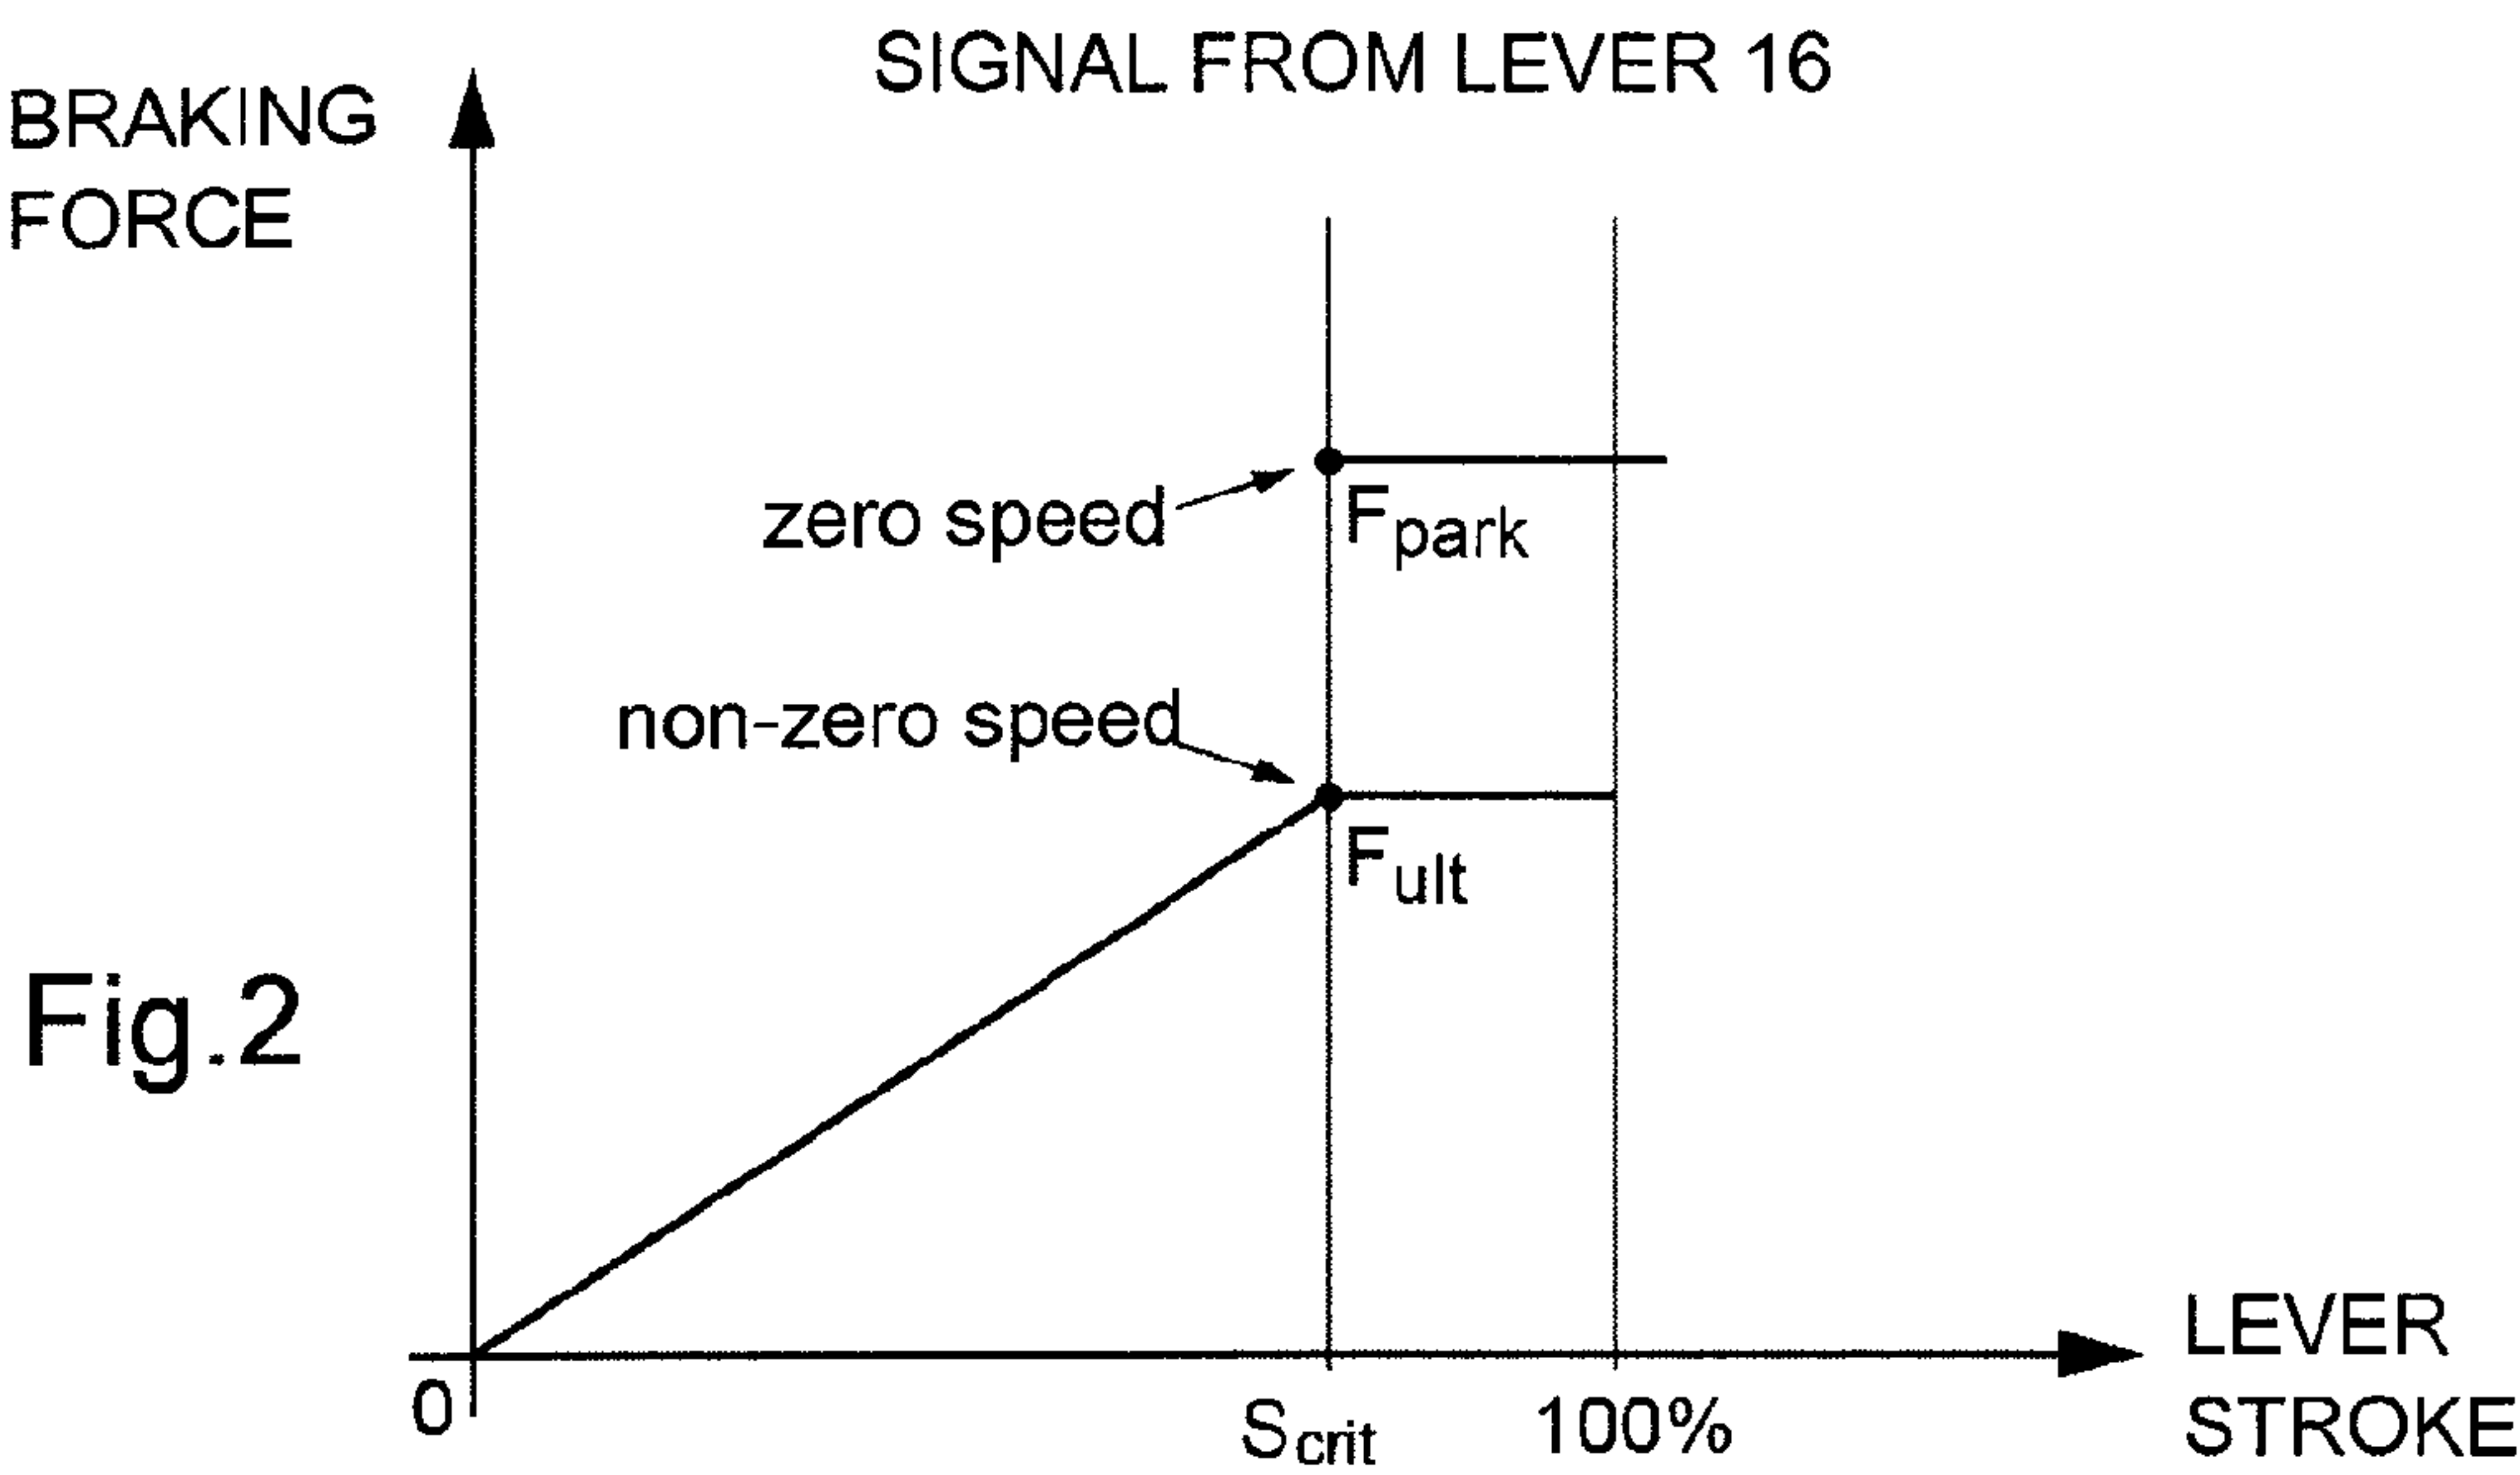 SIGNAL FROM LEVER 16
BRAKING
FORCE
zero speed
Fpark
non-zero speed
Fult
Fig.2
0
Scrit
100%
LEVER
STROKE